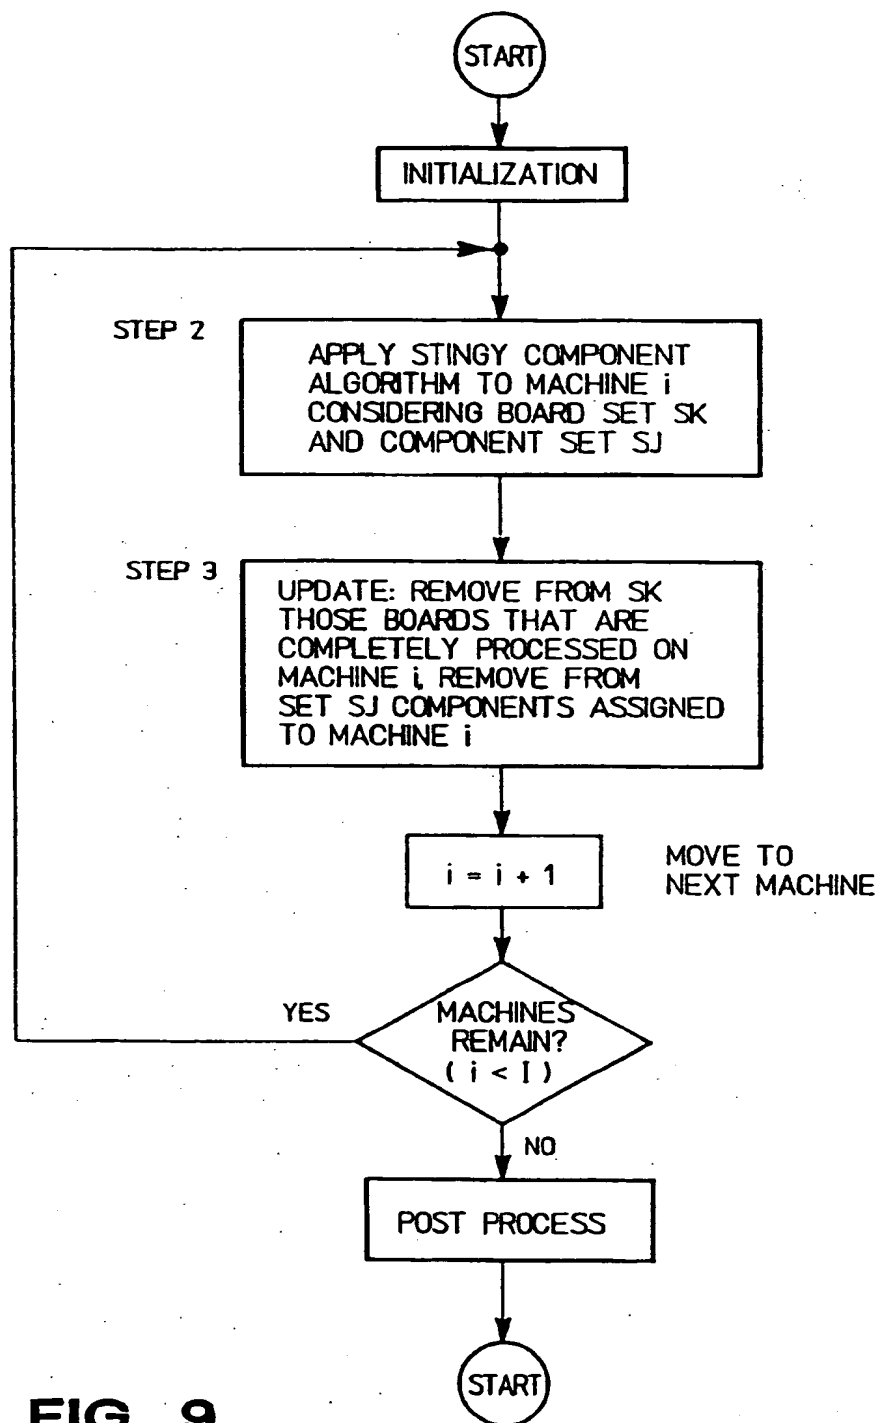 START
INITIALIZATION
STEP 2
APPLY STINGY COMPONENT
ALGORITHM TO MACHINE i
CONSIDERING BOARD SET SK
AND COMPONENT SET SJ
STEP 3
UPDATE: REMOVE FROM SK
THOSE BOARDS THAT ARE
COMPLETELY PROCESSED ON
MACHINE i, REMOVE FROM
SET SJ COMPONENTS ASSIGNED
TO MACHINE i
i = i + 1
MOVE TO
NEXT MACHINE
YES
MACHINES
REMAIN?
( i < I )
NO
POST PROCESS
START
FIG. 9